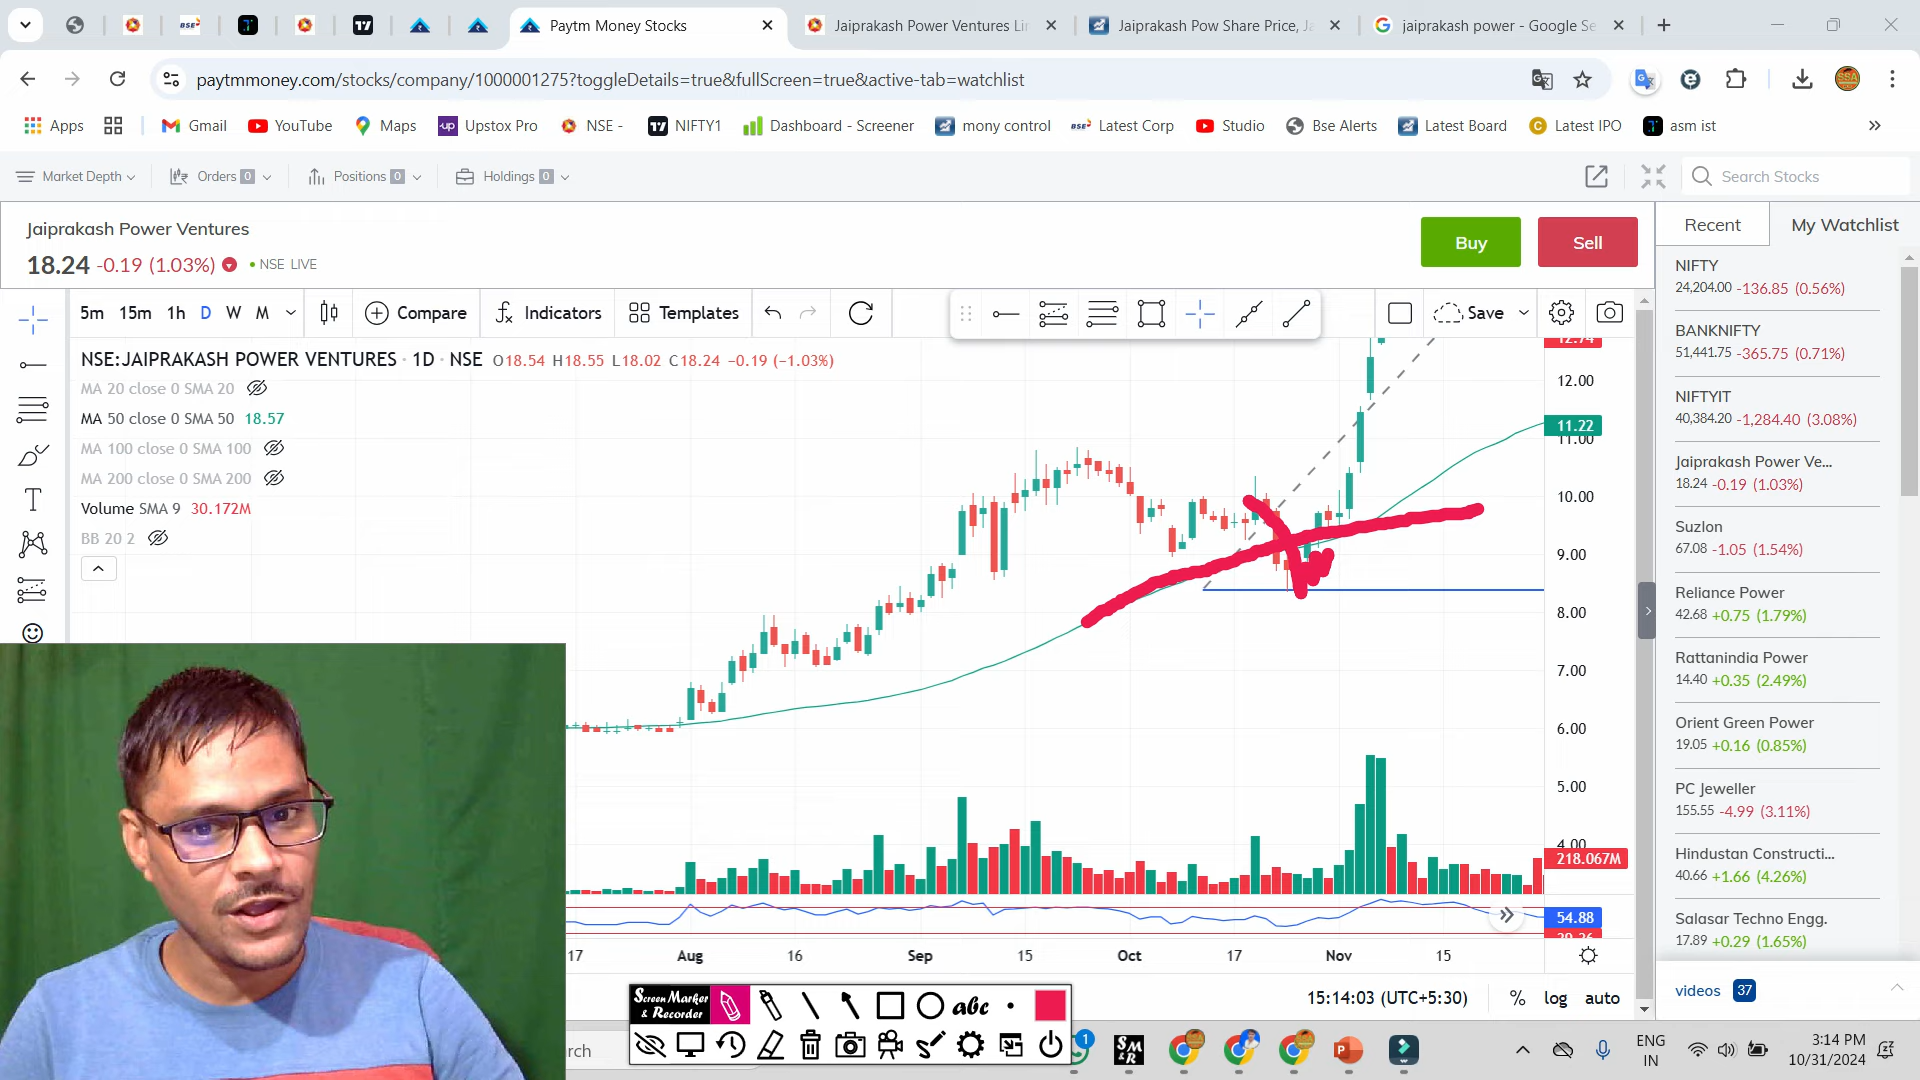 Paytm Money Stocks
Jaiprakash Power Ventures Lin
Jaiprakash Pow Share Price, Ja
jaiprakash power - Google Se
paytmmoney.com/stocks/company/1000001275?toggleDetails=true&fullScreen=true&active-tab=watchlist
Apps Gmail YouTube Maps up Upstox Pro NSE - NIFTY1 Dashboard - Screener mony control BSE Latest Corp Studio Bse Alerts Latest Board Latest IPO asm ist
Market Depth Orders 0 Positions 0 Holdings 0 Search Stocks
Jaiprakash Power Ventures
18.24 -0.19 (1.03%) NSE LIVE
Buy Sell
Recent My Watchlist
5m 15m 1h D W M Compare Indicators Templates Save
NSE:JAIPRAKASH POWER VENTURES · 1D · NSE O18.54 H18.55 L18.02 C18.24 -0.19 (-1.03%)
MA 20 close 0 SMA 20
MA 50 close 0 SMA 50 18.57
MA 100 close 0 SMA 100
MA 200 close 0 SMA 200
Volume SMA 9 30.172M
BB 20 2
12.74
12.00
11.22
11.00
10.00
9.00
8.00
7.00
6.00
5.00
4.00
218.067M
54.88
17 Aug 16 Sep 15 Oct 17 Nov 15
15:14:03 (UTC+5:30) % log auto
NIFTY
24,204.00 -136.85 (0.56%)
BANKNIFTY
51,441.75 -365.75 (0.71%)
NIFTYIT
40,384.20 -1,284.40 (3.08%)
Jaiprakash Power Ve...
18.24 -0.19 (1.03%)
Suzlon
67.08 -1.05 (1.54%)
Reliance Power
42.68 +0.75 (1.79%)
Rattanindia Power
14.40 +0.35 (2.49%)
Orient Green Power
19.05 +0.16 (0.85%)
PC Jeweller
155.55 -4.99 (3.11%)
Hindustan Constructi...
40.66 +1.66 (4.26%)
Salasar Techno Engg.
17.89 +0.29 (1.65%)
videos 37
Screen Marker
& Recorder
abc
rch
1
SM
&R
ENG
IN
3:14 PM
10/31/2024